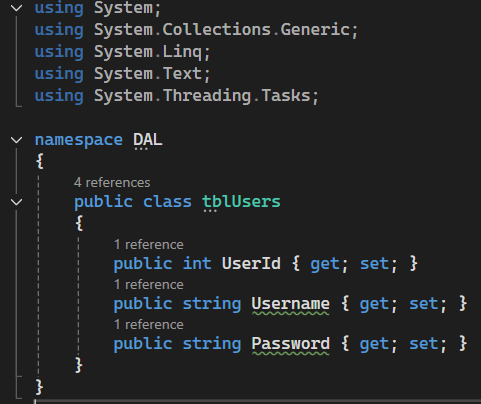 using System;
using System.Collections.Generic;
using System.Linq;
using System.Text;
using System.Threading.Tasks;
namespace DAL
{
4 references
public class tblUsers
{
1 reference
public int UserId { get; set; }
1 reference
public string Username { get; set; }
1 reference
public string Password { get; set; }
}
}